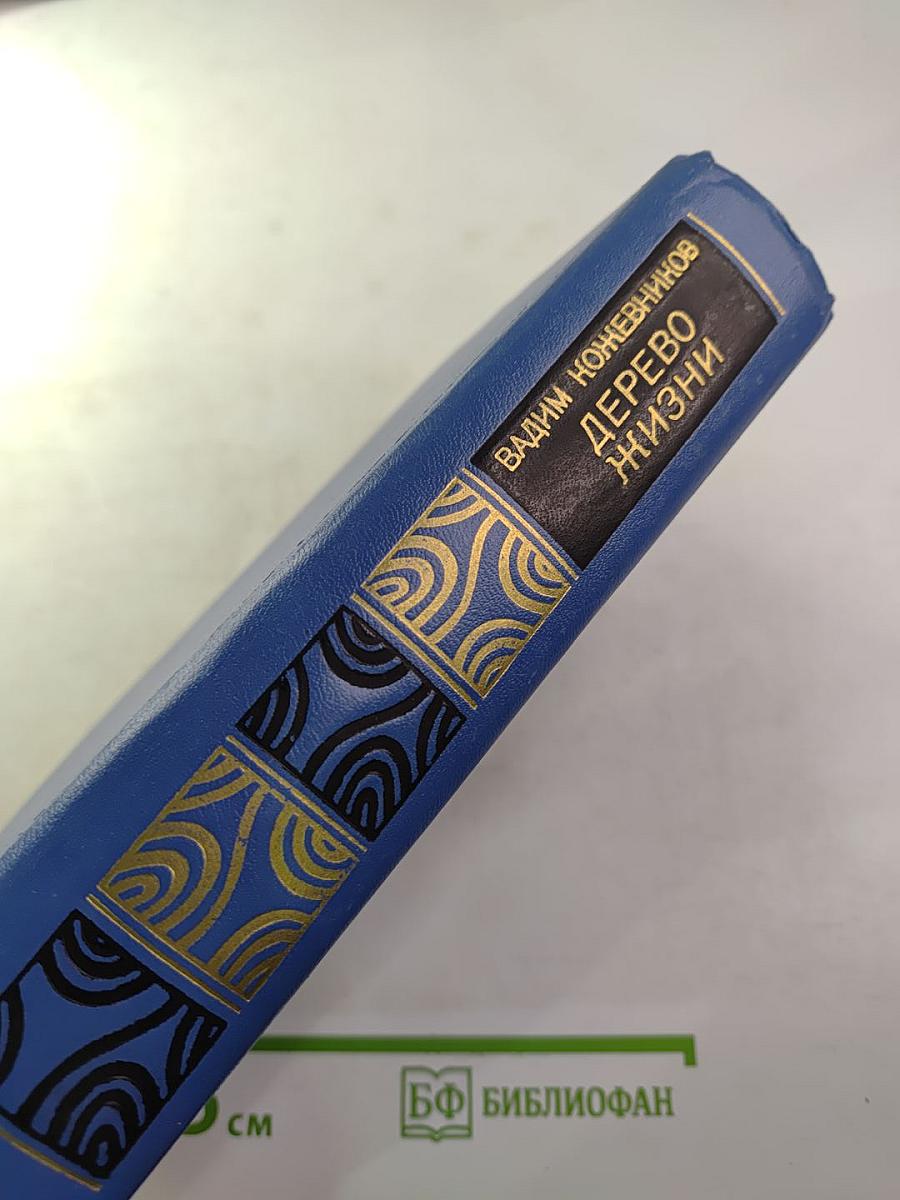 ВАДИМ КОЖЕВНИКОВ
ДЕРЕВО
ЖИЗНИ
см
БФ БИБЛИОФАН